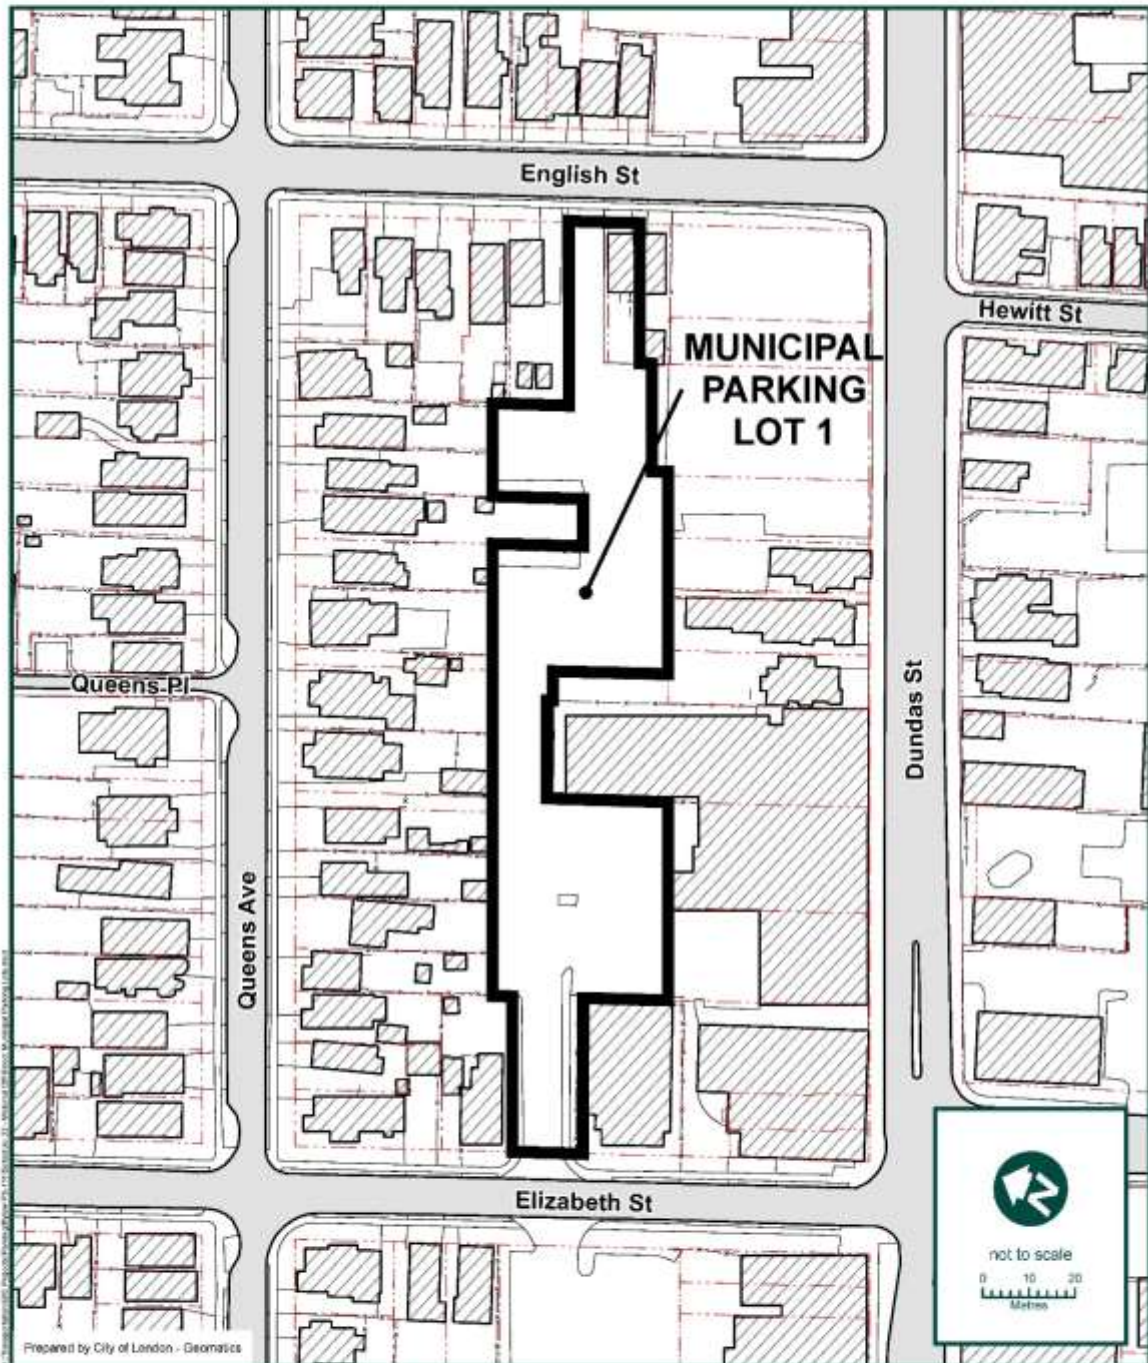 English St
Hewitt St
MUNICIPAL
PARKING
LOT 1
Queens Pl
Dundas St
Queens Ave
Elizabeth St
N
not to scale
0 10 20
Metres
Prepared by City of London - Geomatics